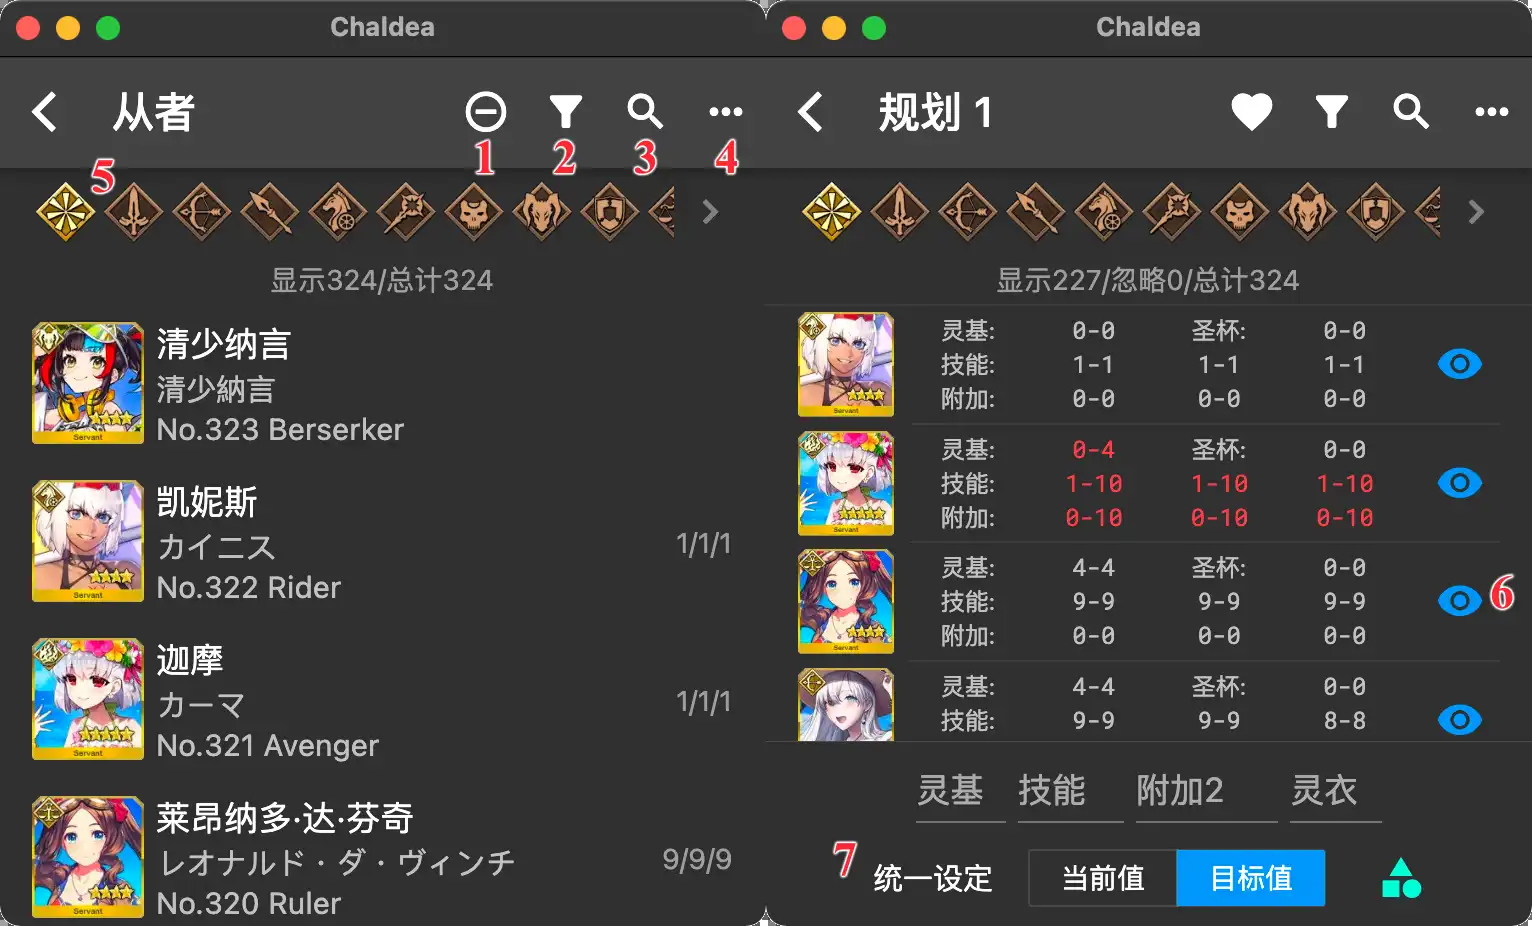 Chaldea
从者
1
2
3
4
5
显示324/总计324
清少纳言
清少納言
No.323 Berserker
Servant
凯妮斯
カイニス
No.322 Rider
1/1/1
Servant
迦摩
カーマ
No.321 Avenger
1/1/1
Servant
莱昂纳多·达·芬奇
レオナルド・ダ・ヴィンチ
No.320 Ruler
9/9/9
Servant
Chaldea
规划 1
显示227/忽略0/总计324
灵基: 0-0 圣杯: 0-0
技能: 1-1 1-1 1-1
附加: 0-0 0-0 0-0
Servant
灵基: 0-4 圣杯: 0-0
技能: 1-10 1-10 1-10
附加: 0-10 0-10 0-10
Servant
灵基: 4-4 圣杯: 0-0
技能: 9-9 9-9 9-9
6
附加: 0-0 0-0 0-0
Servant
灵基: 4-4 圣杯: 0-0
技能: 9-9 9-9 8-8
灵基 技能 附加2 灵衣
7
统一设定 当前值 目标值